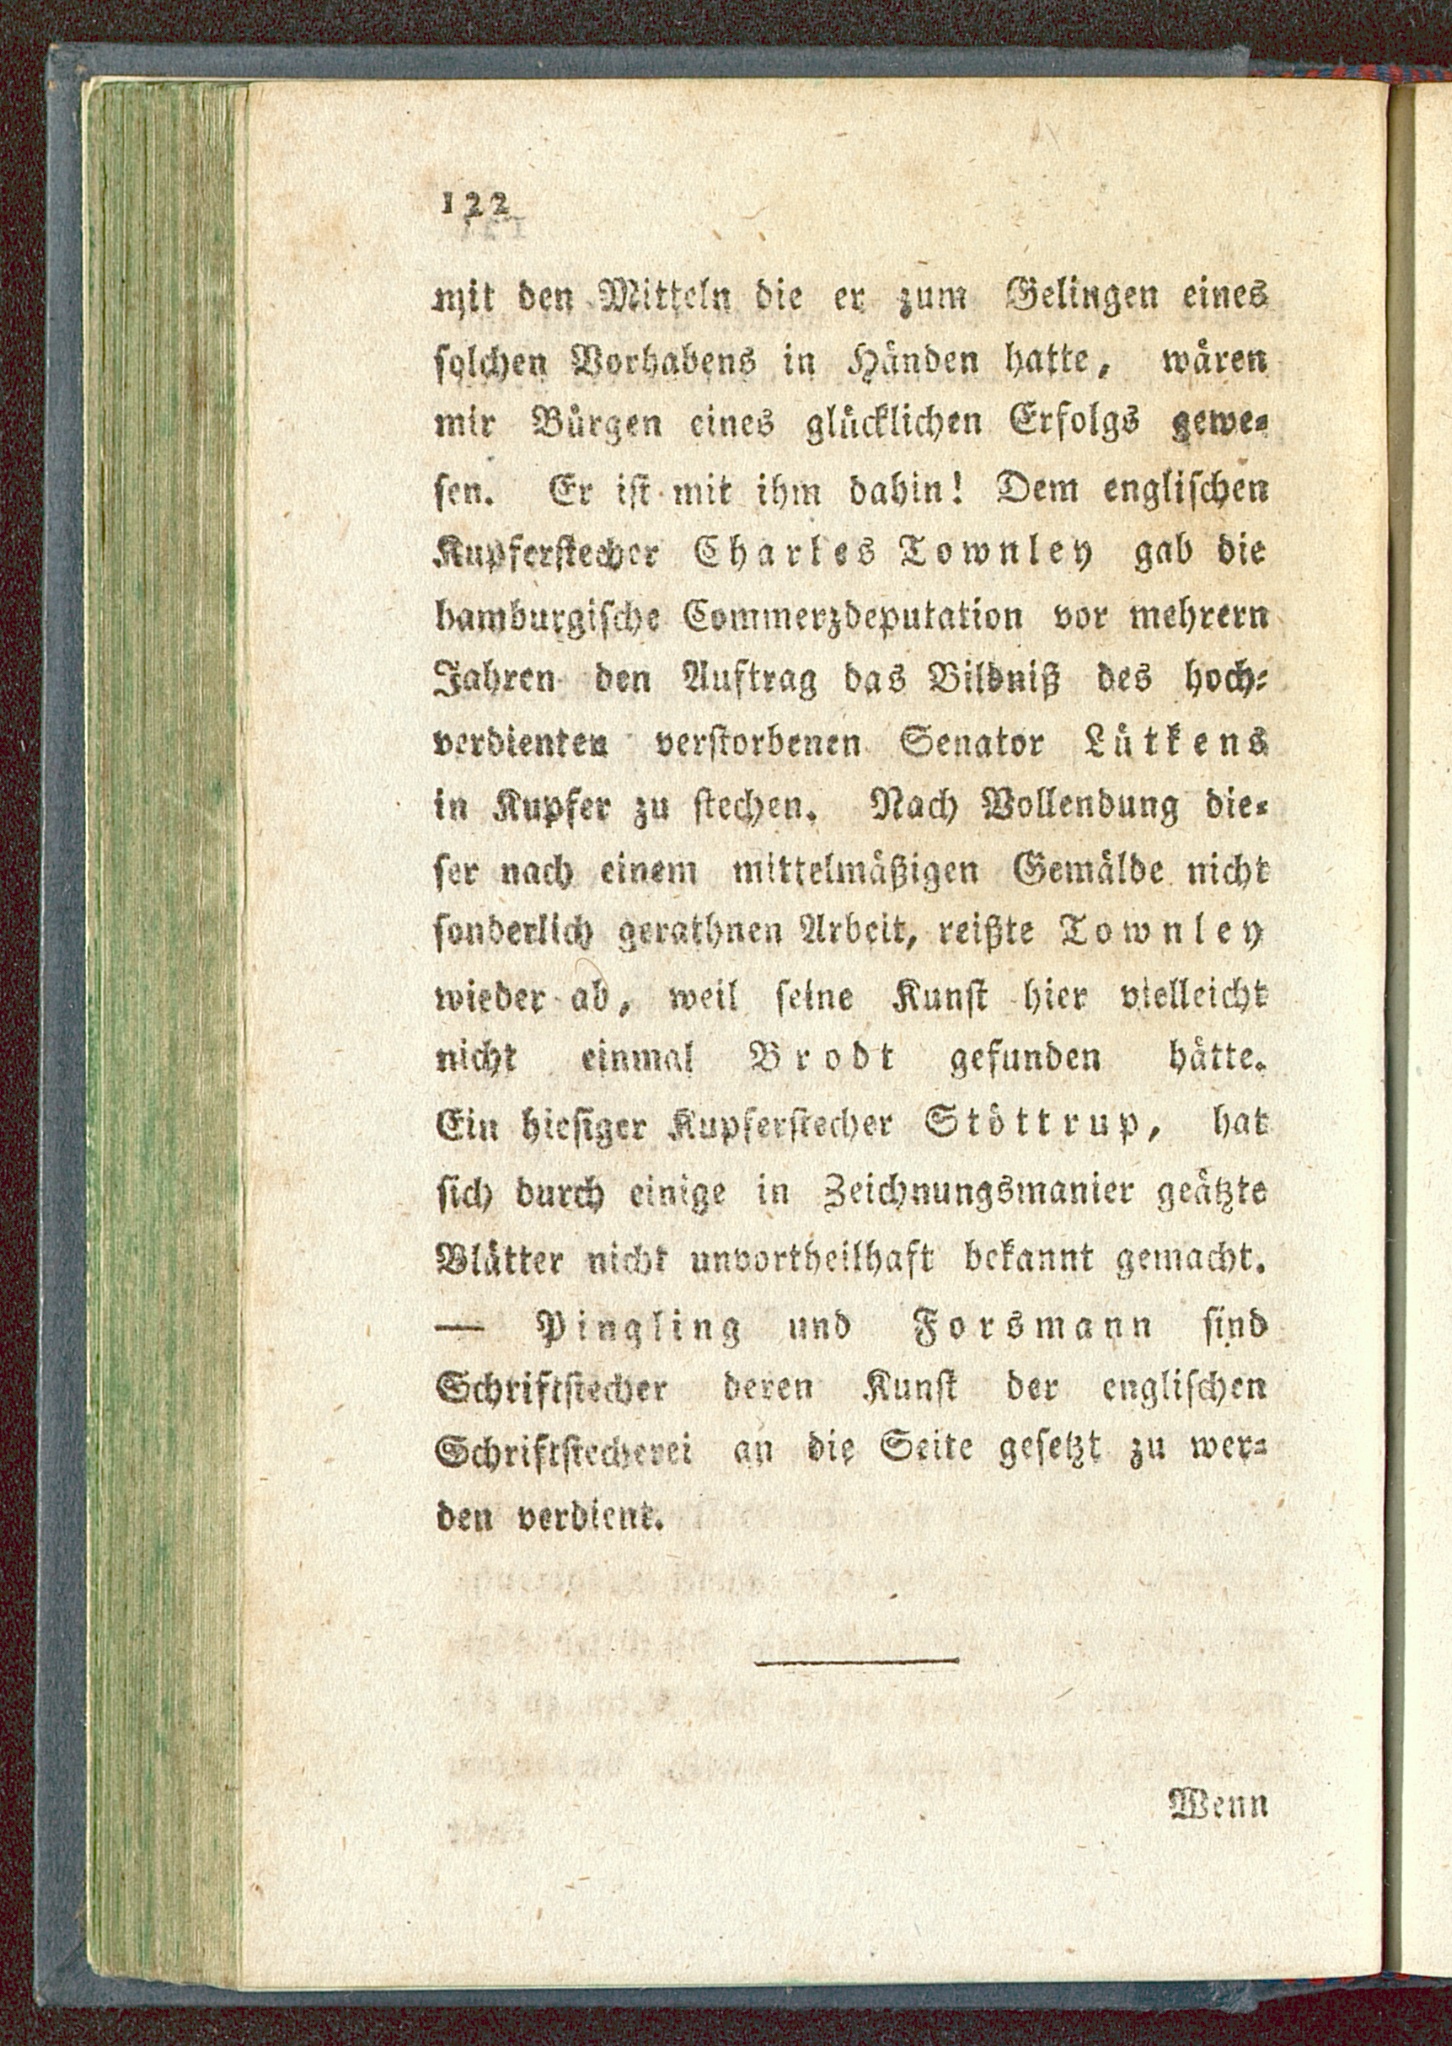 122
mit den Mitteln die er zum Gelingen eines
solchen Vorhabens in Händen hatte, wären
mir Bürgen eines glücklichen Erfolgs gewe-
sen. Er ist mit ihm dahin! Dem englischen
Kupferstecher Charles Townley gab die
hamburgische Commerzdeputation vor mehrern
Jahren den Auftrag das Bildniß des hoch-
verdienten verstorbenen Senator Lütkens
in Kupfer zu stechen. Nach Vollendung die-
ser nach einem mittelmäßigen Gemälde nicht
sonderlich gerathnen Arbeit, reißte Townley
wieder ab, weil seine Kunst hier vielleicht
nicht einmal Brodt gefunden hätte.
Ein hiesiger Kupferstecher Stöttrup, hat
sich durch einige in Zeichnungsmanier geätzte
Blätter nicht unvortheilhaft bekannt gemacht.
— Pingling und Forsmann sind
Schriftstecher deren Kunst der englischen
Schriftstecherei an die Seite gesetzt zu wer-
den verdient.
Wenn